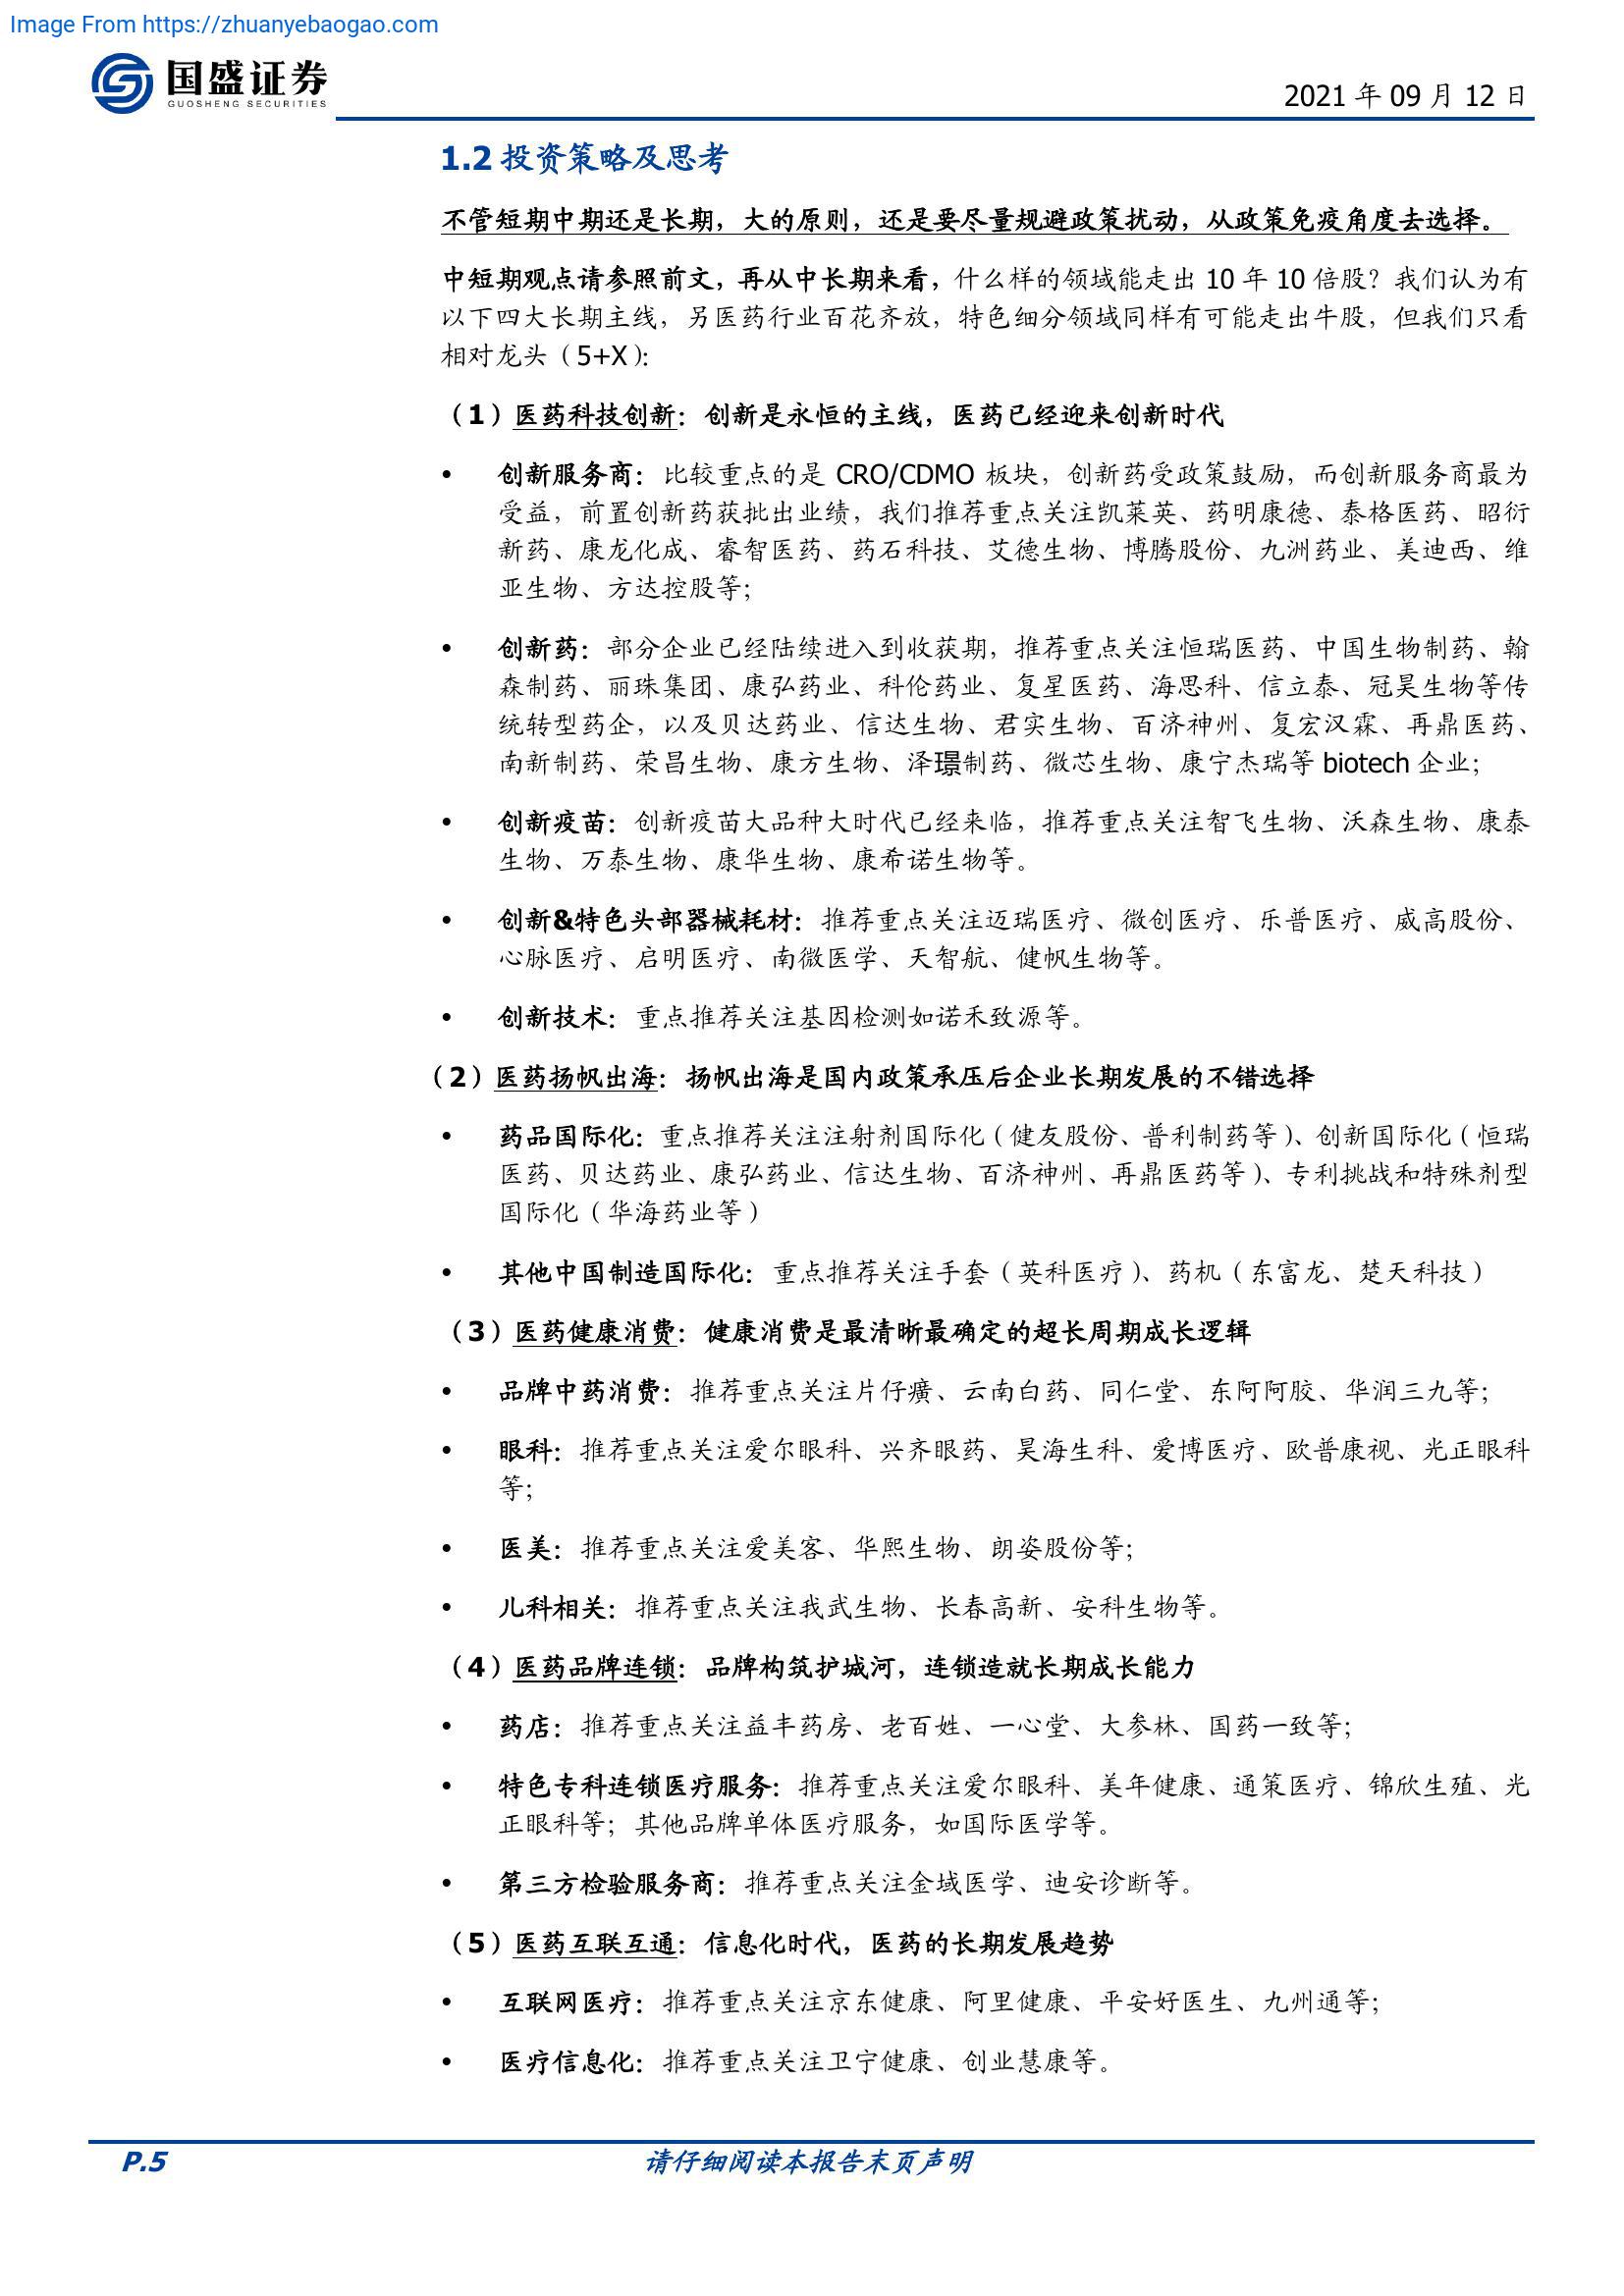 Image From https://zhuanyebaogao.com
国盛证券
GUOSHENG SECURITIES
2021 年 09 月 12 日
1.2 投资策略及思考
不管短期中期还是长期，大的原则，还是要尽量规避政策扰动，从政策免疫角度去选择。
中短期观点请参照前文，再从中长期来看，什么样的领域能走出 10 年 10 倍股？我们认为有
以下四大长期主线，另医药行业百花齐放，特色细分领域同样有可能走出牛股，但我们只看
相对龙头（5+X）：
（1）医药科技创新：创新是永恒的主线，医药已经迎来创新时代
• 创新服务商：比较重点的是 CRO/CDMO 板块，创新药受政策鼓励，而创新服务商最为
受益，前置创新药获批出业绩，我们推荐重点关注凯莱英、药明康德、泰格医药、昭衍
新药、康龙化成、睿智医药、药石科技、艾德生物、博腾股份、九洲药业、美迪西、维
亚生物、方达控股等；
• 创新药：部分企业已经陆续进入到收获期，推荐重点关注恒瑞医药、中国生物制药、翰
森制药、丽珠集团、康弘药业、科伦药业、复星医药、海思科、信立泰、冠昊生物等传
统转型药企，以及贝达药业、信达生物、君实生物、百济神州、复宏汉霖、再鼎医药、
南新制药、荣昌生物、康方生物、泽璟制药、微芯生物、康宁杰瑞等 biotech 企业；
• 创新疫苗：创新疫苗大品种大时代已经来临，推荐重点关注智飞生物、沃森生物、康泰
生物、万泰生物、康华生物、康希诺生物等。
• 创新&特色头部器械耗材：推荐重点关注迈瑞医疗、微创医疗、乐普医疗、威高股份、
心脉医疗、启明医疗、南微医学、天智航、健帆生物等。
• 创新技术：重点推荐关注基因检测如诺禾致源等。
（2）医药扬帆出海：扬帆出海是国内政策承压后企业长期发展的不错选择
• 药品国际化：重点推荐关注注射剂国际化（健友股份、普利制药等）、创新国际化（恒瑞
医药、贝达药业、康弘药业、信达生物、百济神州、再鼎医药等）、专利挑战和特殊剂型
国际化（华海药业等）
• 其他中国制造国际化：重点推荐关注手套（英科医疗）、药机（东富龙、楚天科技）
（3）医药健康消费：健康消费是最清晰最确定的超长周期成长逻辑
• 品牌中药消费：推荐重点关注片仔癀、云南白药、同仁堂、东阿阿胶、华润三九等；
• 眼科：推荐重点关注爱尔眼科、兴齐眼药、昊海生科、爱博医疗、欧普康视、光正眼科
等；
• 医美：推荐重点关注爱美客、华熙生物、朗姿股份等；
• 儿科相关：推荐重点关注我武生物、长春高新、安科生物等。
（4）医药品牌连锁：品牌构筑护城河，连锁造就长期成长能力
• 药店：推荐重点关注益丰药房、老百姓、一心堂、大参林、国药一致等；
• 特色专科连锁医疗服务：推荐重点关注爱尔眼科、美年健康、通策医疗、锦欣生殖、光
正眼科等；其他品牌单体医疗服务，如国际医学等。
• 第三方检验服务商：推荐重点关注金域医学、迪安诊断等。
（5）医药互联互通：信息化时代，医药的长期发展趋势
• 互联网医疗：推荐重点关注京东健康、阿里健康、平安好医生、九州通等；
• 医疗信息化：推荐重点关注卫宁健康、创业慧康等。
P.5
请仔细阅读本报告末页声明